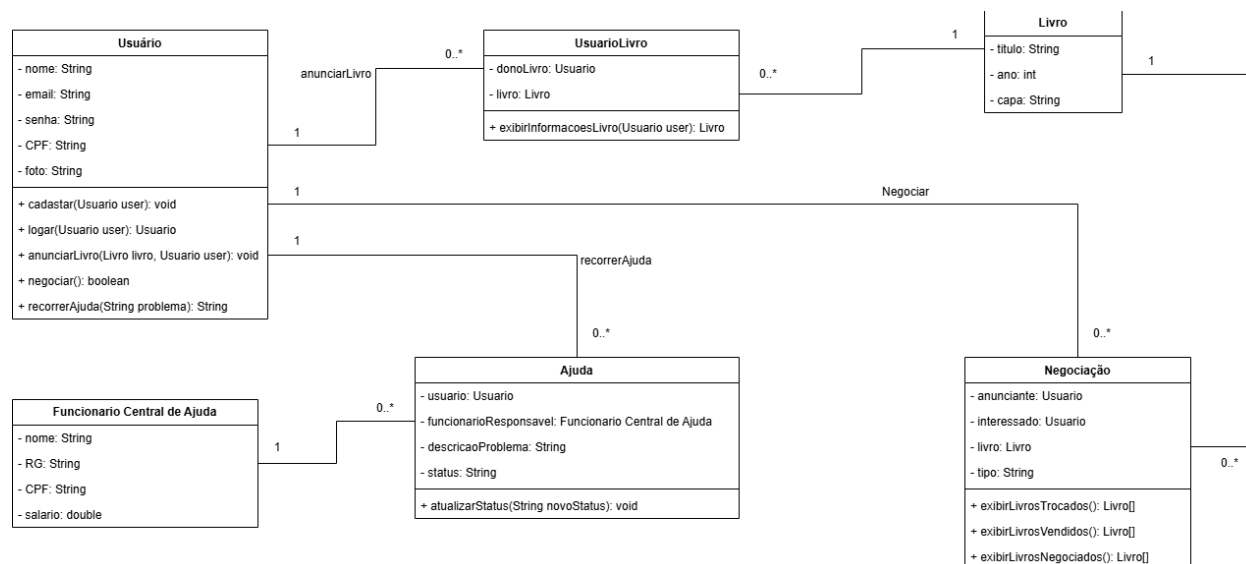 Usuário
- nome: String
- email: String
- senha: String
- CPF: String
- foto: String
+ cadastar(Usuario user): void
+ logar(Usuario user): Usuario
+ anunciarLivro(Livro livro, Usuario user): void
+ negociar(): boolean
+ recorrerAjuda(String problema): String
anunciarLivro
1
0..*
UsuarioLivro
- donoLivro: Usuario
- livro: Livro
+ exibirInformacoesLivro(Usuario user): Livro
0..*
1
Livro
- titulo: String
- ano: int
- capa: String
1
1
Negociar
0..*
1
recorrerAjuda
0..*
Funcionario Central de Ajuda
- nome: String
- RG: String
- CPF: String
- salario: double
1
0..*
Ajuda
- usuario: Usuario
- funcionarioResponsavel: Funcionario Central de Ajuda
- descricaoProblema: String
- status: String
+ atualizarStatus(String novoStatus): void
Negociação
- anunciante: Usuario
- interessado: Usuario
- livro: Livro
- tipo: String
+ exibirLivrosTrocados(): Livro[]
+ exibirLivrosVendidos(): Livro[]
+ exibirLivrosNegociados(): Livro[]
0..*